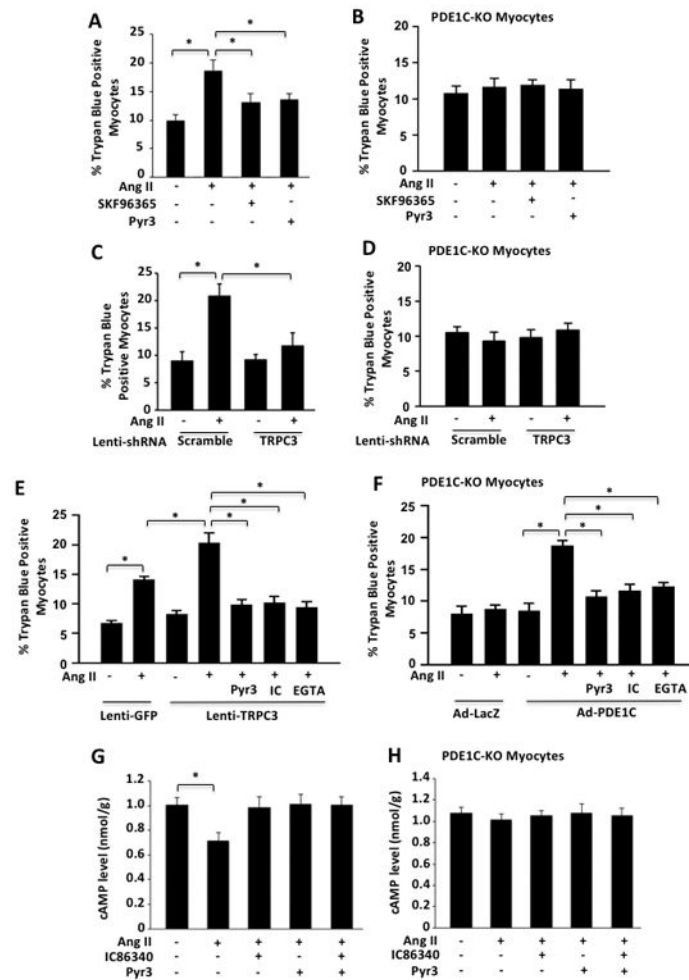 A
% Trypan Blue Positive
Myocytes
25
20
15
10
5
0
*
*
*
Ang II - + + +
SKF96365 - - + -
Pyr3 - - - +
B
PDE1C-KO Myocytes
% Trypan Blue Positive
Myocytes
20
15
10
5
0
Ang II - + + +
SKF96365 - - + -
Pyr3 - - - +
C
% Trypan Blue
Positive Myocytes
25
20
15
10
5
0
*
*
Ang II - + - +
Lenti-shRNA Scramble TRPC3
D
PDE1C-KO Myocytes
% Trypan Blue Positive
Myocytes
25
20
15
10
5
0
Ang II - + - +
Lenti-shRNA Scramble TRPC3
E
% Trypan Blue Positive
Myocytes
25
20
15
10
5
0
*
*
*
*
*
Ang II - + - + + + +
Pyr3 IC EGTA
Lenti-GFP Lenti-TRPC3
F
PDE1C-KO Myocytes
% Trypan Blue Positive
Myocytes
25
20
15
10
5
0
*
*
*
*
Ang II - + - + + + +
Pyr3 IC EGTA
Ad-LacZ Ad-PDE1C
G
cAMP level (nmol/g)
1.2
1.0
0.8
0.6
0.4
0.2
0
*
Ang II - + + + +
IC86340 - - + - +
Pyr3 - - - + +
H
PDE1C-KO Myocytes
cAMP level (nmol/g)
1.4
1.2
1.0
0.8
0.6
0.4
0.2
0
Ang II - + + + +
IC86340 - - + - +
Pyr3 - - - + +